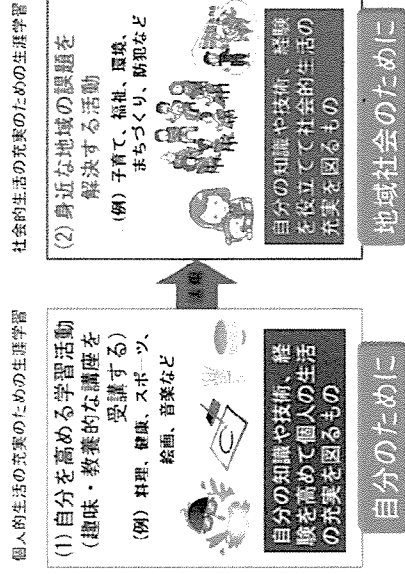 個人的生活の充実のための生涯学習
(1)自分を高める学習活動
(趣味・教養的な講座を
受講する)
(例) 料理、健康、スポーツ、
絵画、音楽など
自分の知識や技術、経
験を高めて個人の生活
の充実を図るもの
自分のために
社会的生活の充実のための生涯学習
(2)身近な地域の課題を
解決する活動
(例) 子育て、福祉、環境、
まちづくり、防犯など
自分の知識や技術、経験
を役立てて社会的生活の
充実を図るもの
地域社会のために